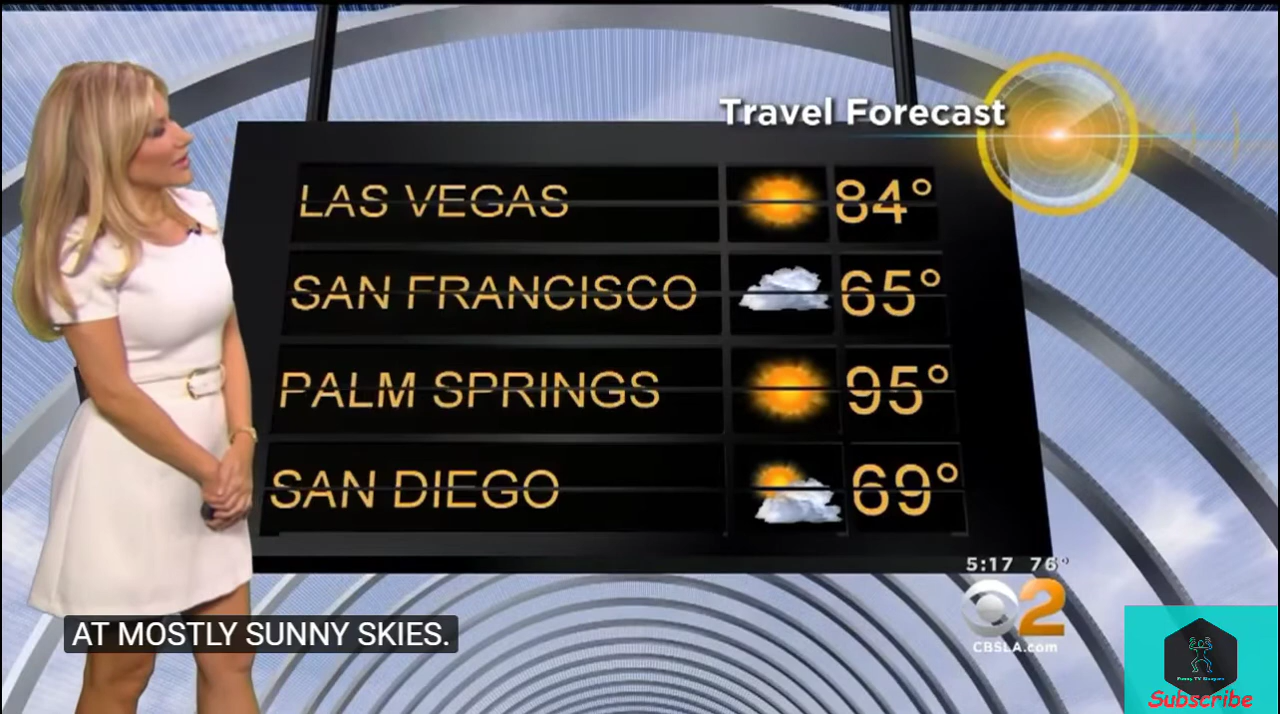 Travel Forecast
LAS VEGAS 84°
SAN FRANCISCO 65°
PALM SPRINGS 95°
SAN DIEGO 69°
5:17 76°
2
CBSLA.com
AT MOSTLY SUNNY SKIES.
Subscribe